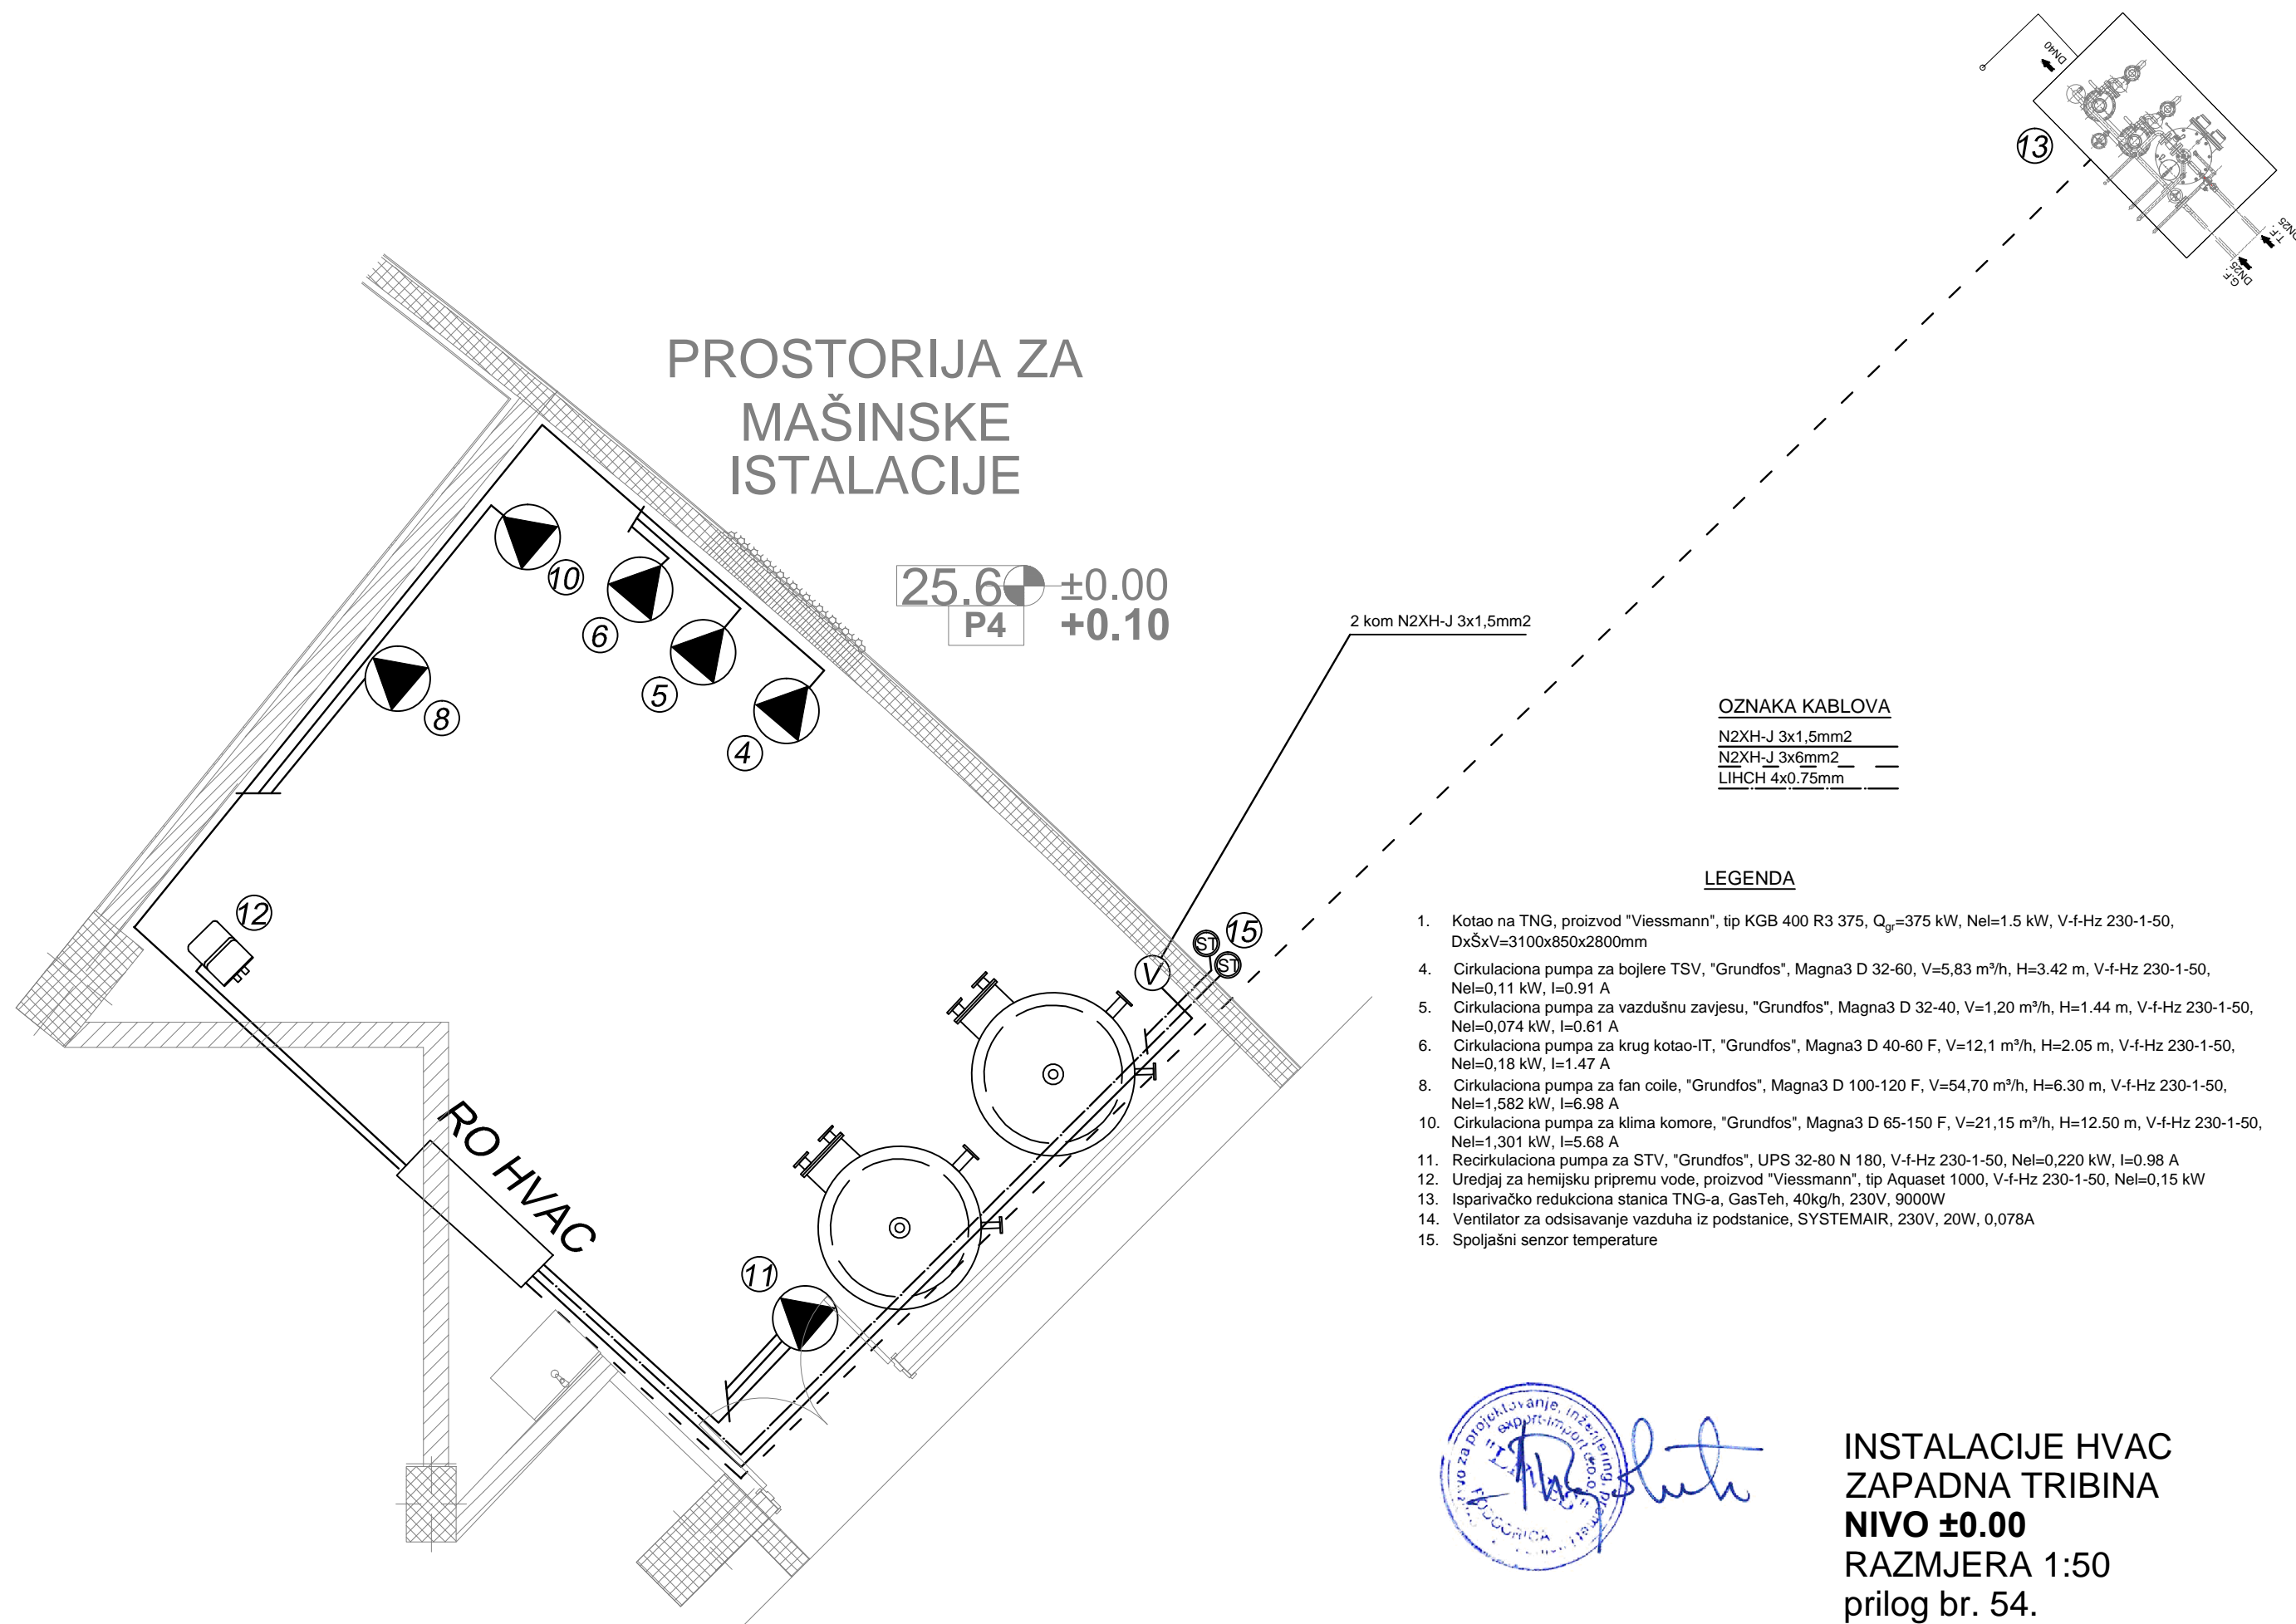 DN40
13
DN25
T.F.
G.F.
DN25
PROSTORIJA ZA
MAŠINSKE
ISTALACIJE
25.6 ±0.00
P4 +0.10
10
6
5
4
8
12
2 kom N2XH-J 3x1,5mm2
OZNAKA KABLOVA
N2XH-J 3x1,5mm2
N2XH-J 3x6mm2
LIHCH 4x0.75mm
15
ST
ST
V
RO HVAC
11
LEGENDA
1. Kotao na TNG, proizvod "Viessmann", tip KGB 400 R3 375, Qgr=375 kW, Nel=1.5 kW, V-f-Hz 230-1-50,
DxŠxV=3100x850x2800mm
4. Cirkulaciona pumpa za bojlere TSV, "Grundfos", Magna3 D 32-60, V=5,83 m³/h, H=3.42 m, V-f-Hz 230-1-50,
Nel=0,11 kW, I=0.91 A
5. Cirkulaciona pumpa za vazdušnu zavjesu, "Grundfos", Magna3 D 32-40, V=1,20 m³/h, H=1.44 m, V-f-Hz 230-1-50,
Nel=0,074 kW, I=0.61 A
6. Cirkulaciona pumpa za krug kotao-IT, "Grundfos", Magna3 D 40-60 F, V=12,1 m³/h, H=2.05 m, V-f-Hz 230-1-50,
Nel=0,18 kW, I=1.47 A
8. Cirkulaciona pumpa za fan coile, "Grundfos", Magna3 D 100-120 F, V=54,70 m³/h, H=6.30 m, V-f-Hz 230-1-50,
Nel=1,582 kW, I=6.98 A
10. Cirkulaciona pumpa za klima komore, "Grundfos", Magna3 D 65-150 F, V=21,15 m³/h, H=12.50 m, V-f-Hz 230-1-50,
Nel=1,301 kW, I=5.68 A
11. Recirkulaciona pumpa za STV, "Grundfos", UPS 32-80 N 180, V-f-Hz 230-1-50, Nel=0,220 kW, I=0.98 A
12. Uredjaj za hemijsku pripremu vode, proizvod "Viessmann", tip Aquaset 1000, V-f-Hz 230-1-50, Nel=0,15 kW
13. Isparivačko redukciona stanica TNG-a, GasTeh, 40kg/h, 230V, 9000W
14. Ventilator za odsisavanje vazduha iz podstanice, SYSTEMAIR, 230V, 20W, 0,078A
15. Spoljašni senzor temperature
za projektovanje, inženjering, promet
export-import d.o.o.
PODGORICA
INSTALACIJE HVAC
ZAPADNA TRIBINA
NIVO ±0.00
RAZMJERA 1:50
prilog br. 54.